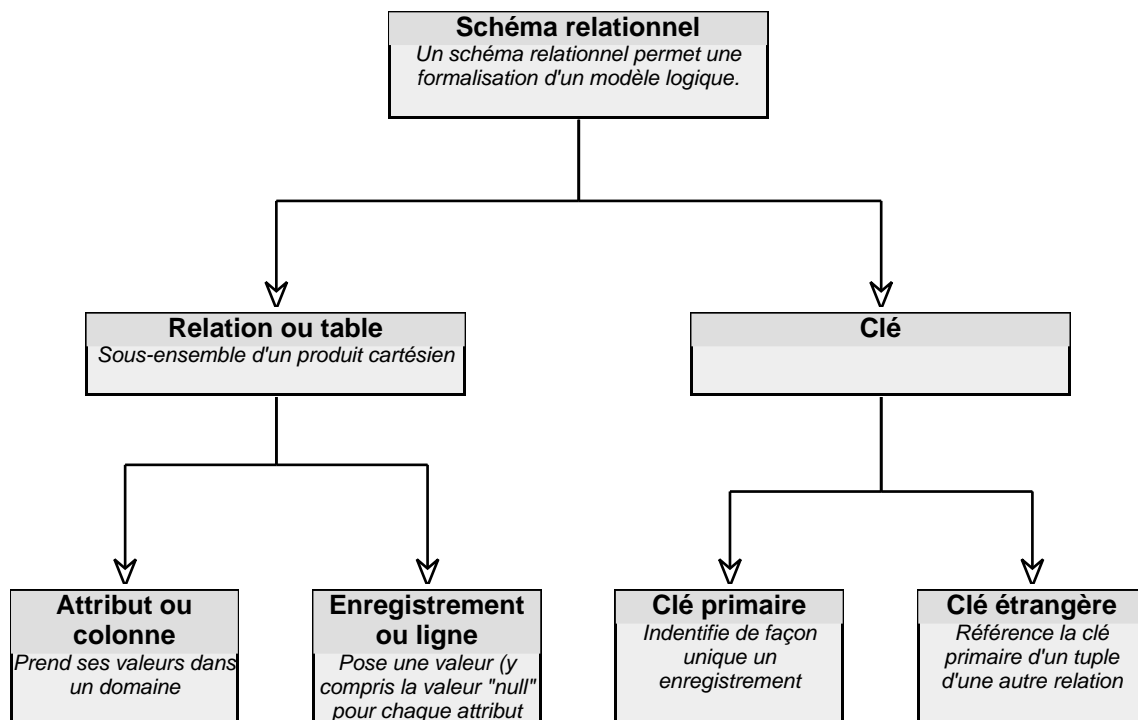 Schéma relationnel
Un schéma relationnel permet une
formalisation d'un modèle logique.
Relation ou table
Sous-ensemble d'un produit cartésien
Clé
Attribut ou
colonne
Prend ses valeurs dans
un domaine
Enregistrement
ou ligne
Pose une valeur (y
compris la valeur "null"
pour chaque attribut
Clé primaire
Indentifie de façon
unique un
enregistrement
Clé étrangère
Référence la clé
primaire d'un tuple
d'une autre relation